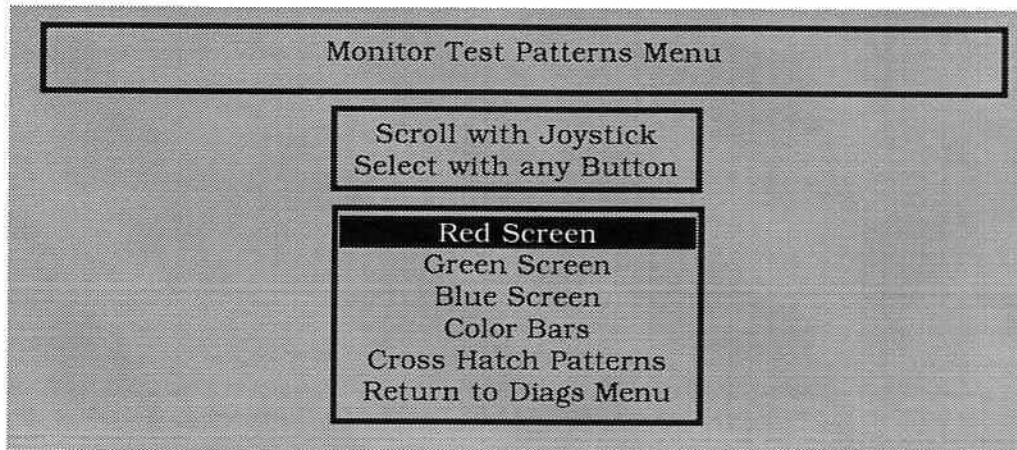 Monitor Test Patterns Menu
Scroll with Joystick
Select with any Button
Red Screen
Green Screen
Blue Screen
Color Bars
Cross Hatch Patterns
Return to Diags Menu